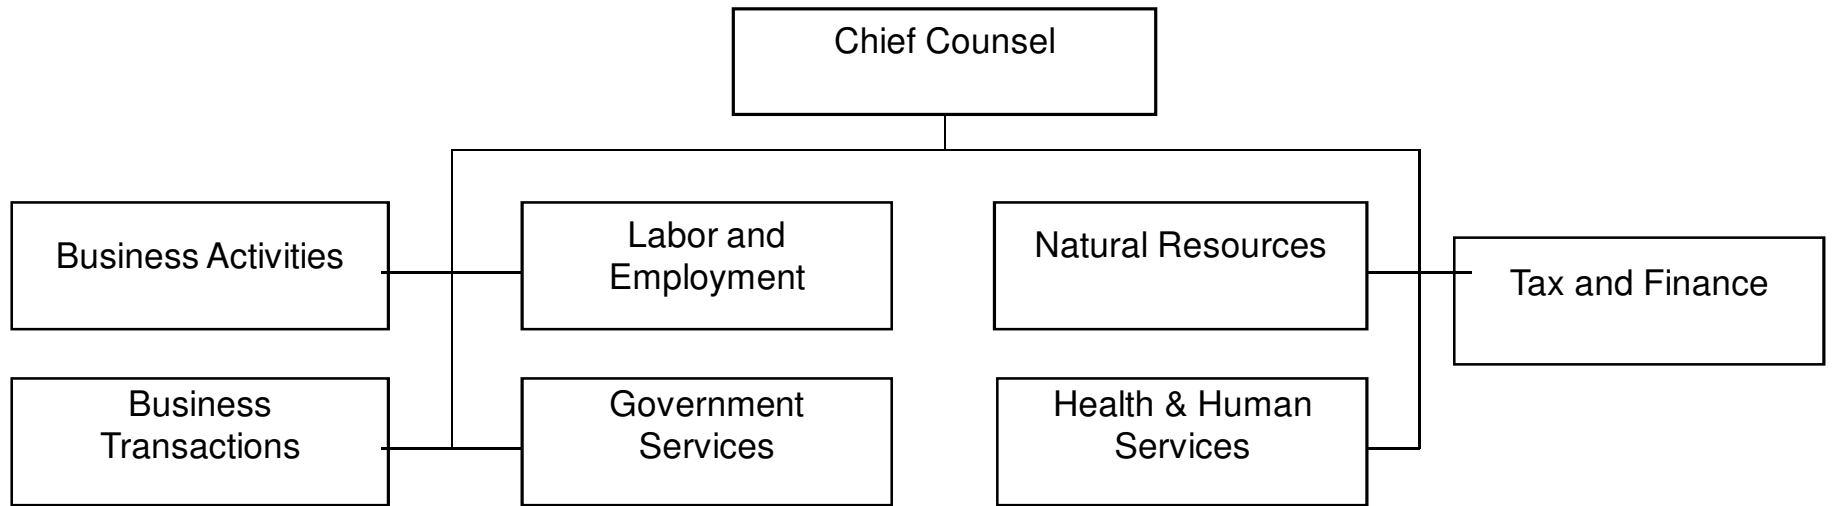 Chief Counsel
Business Activities
Labor and
Employment
Natural Resources
Tax and Finance
Business
Transactions
Government
Services
Health & Human
Services